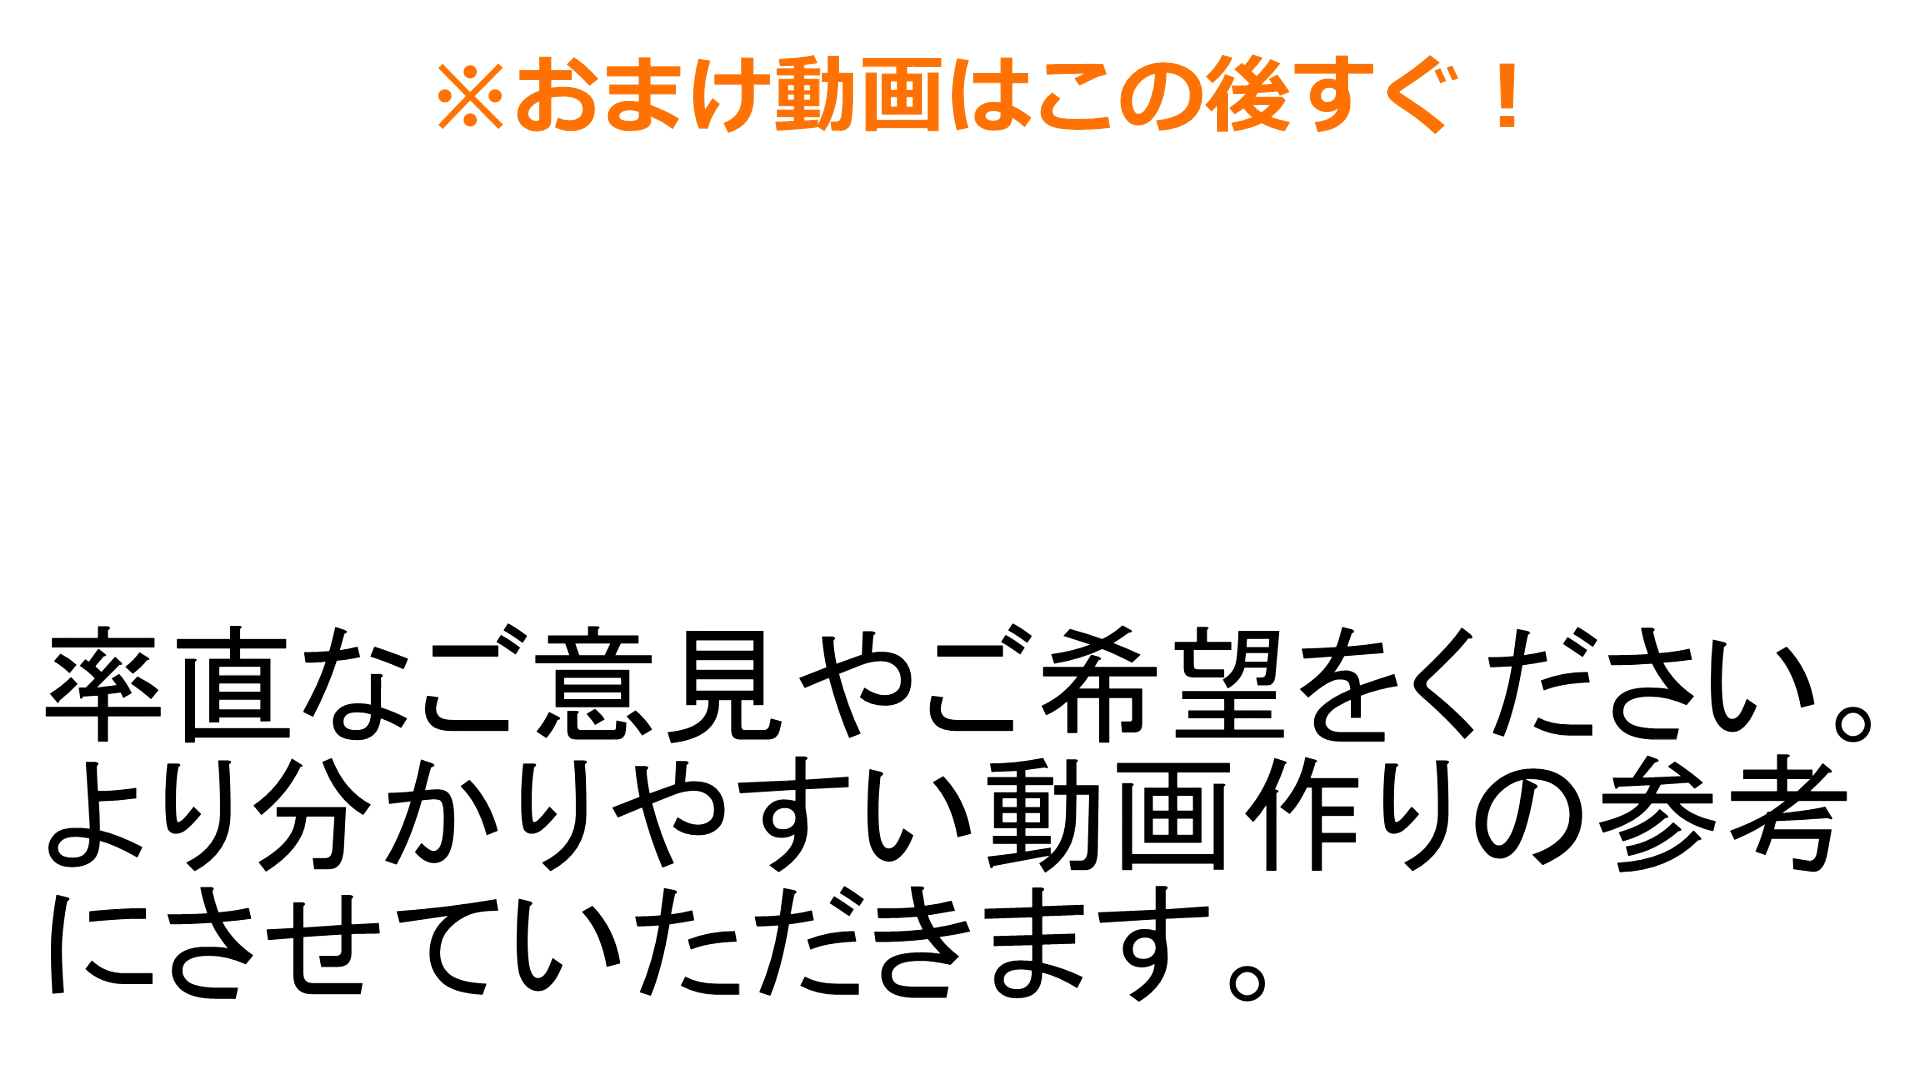 ※おまけ動画はこの後すぐ！
率直なご意見やご希望をください。
より分かりやすい動画作りの参考
にさせていただきます。